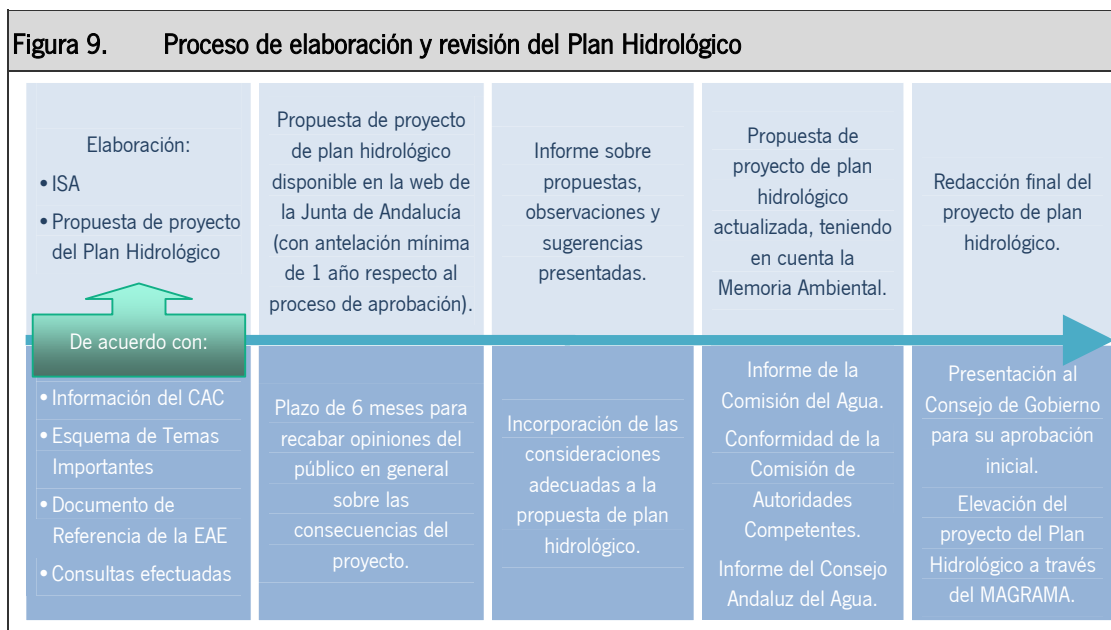 Figura 9. Proceso de elaboración y revisión del Plan Hidrológico
Elaboración:
• ISA
• Propuesta de proyecto
del Plan Hidrológico
De acuerdo con:
• Información del CAC
• Esquema de Temas
Importantes
• Documento de
Referencia de la EAE
• Consultas efectuadas
Propuesta de proyecto
de plan hidrológico
disponible en la web de
la Junta de Andalucía
(con antelación mínima
de 1 año respecto al
proceso de aprobación).
Plazo de 6 meses para
recabar opiniones del
público en general
sobre las
consecuencias del
proyecto.
Informe sobre
propuestas,
observaciones y
sugerencias
presentadas.
Incorporación de las
consideraciones
adecuadas a la
propuesta de plan
hidrológico.
Propuesta de
proyecto de plan
hidrológico
actualizada, teniendo
en cuenta la
Memoria Ambiental.
Informe de la
Comisión del Agua.
Conformidad de la
Comisión de
Autoridades
Competentes.
Informe del Consejo
Andaluz del Agua.
Redacción final del
proyecto de plan
hidrológico.
Presentación al
Consejo de Gobierno
para su aprobación
inicial.
Elevación del
proyecto del Plan
Hidrológico a través
del MAGRAMA.